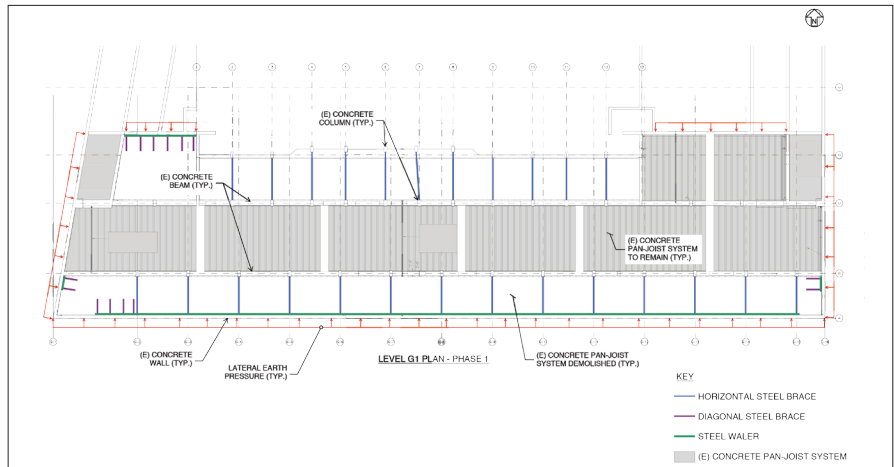 N
(E) CONCRETE
COLUMN (TYP.)
(E) CONCRETE
BEAM (TYP.)
(E) CONCRETE
PAN-JOIST SYSTEM
TO REMAIN (TYP.)
(E) CONCRETE
WALL (TYP.)
LATERAL EARTH
PRESSURE (TYP.)
LEVEL G1 PLAN - PHASE 1
(E) CONCRETE PAN-JOIST
SYSTEM DEMOLISHED (TYP.)
KEY
HORIZONTAL STEEL BRACE
DIAGONAL STEEL BRACE
STEEL WALER
(E) CONCRETE PAN-JOIST SYSTEM